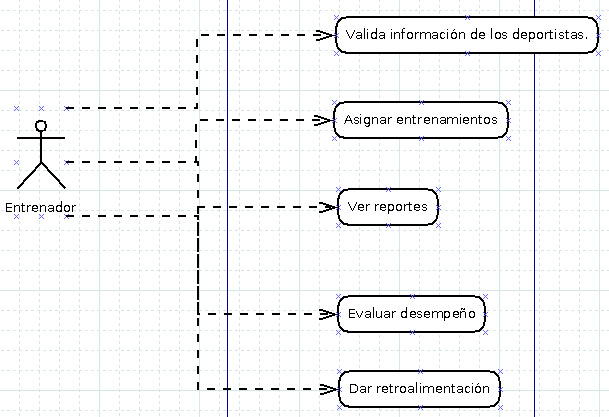 Valida información de los deportistas.
Asignar entrenamientos
Entrenador
Ver reportes
Evaluar desempeño
Dar retroalimentación